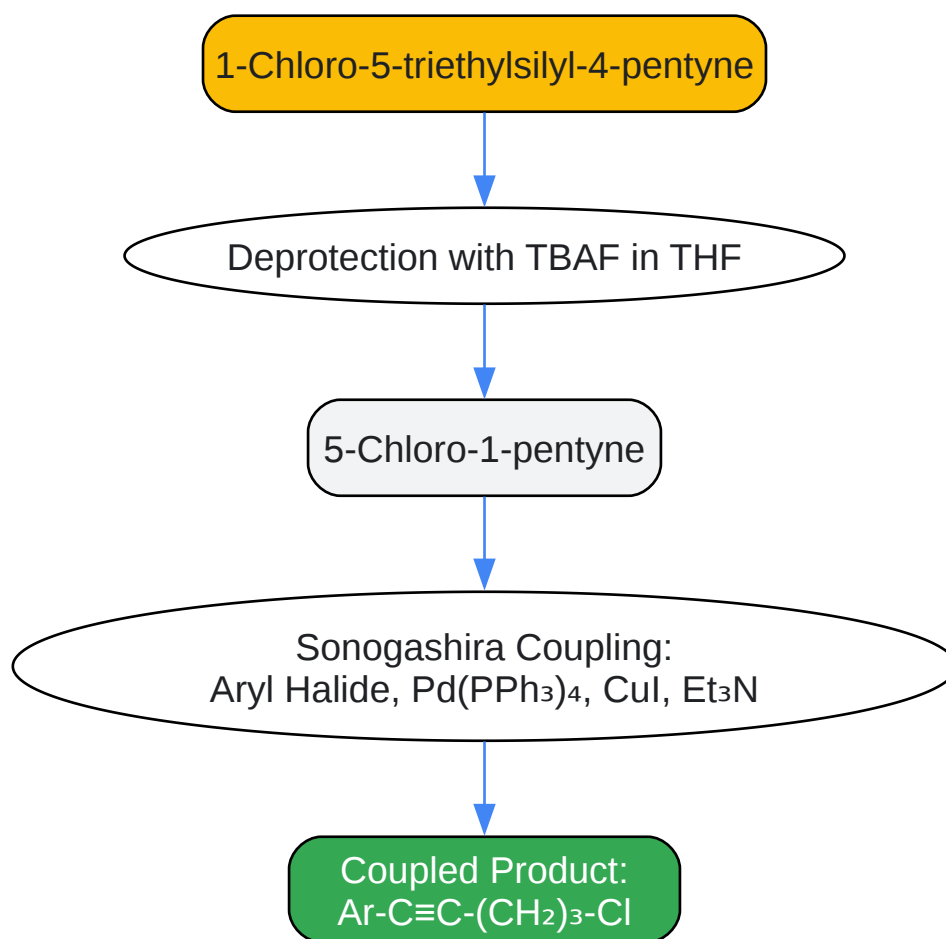 1-Chloro-5-triethylsilyl-4-pentyne
Deprotection with TBAF in THF
5-Chloro-1-pentyne
Sonogashira Coupling:
Aryl Halide, Pd(PPh₃)₄, CuI, Et₃N
Coupled Product:
Ar-C≡C-(CH₂)₃-Cl